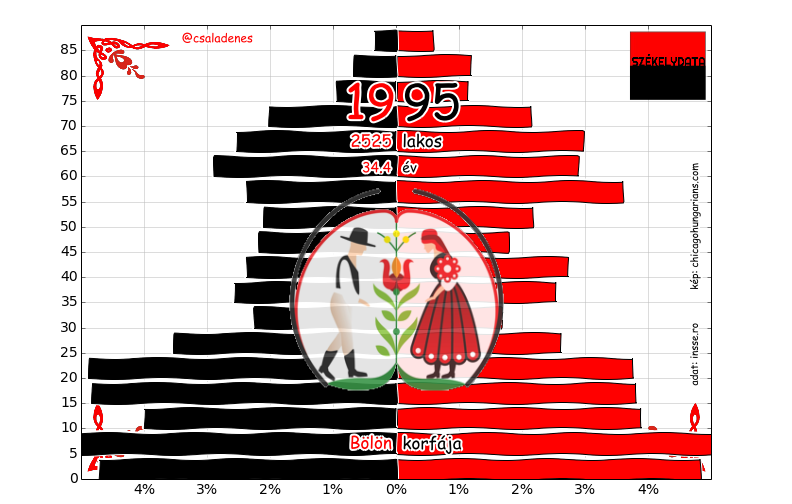 @csaladenes
SZÉKELYDATA
1995
2525 lakos
34.4 év
kép: chicagohungarians.com
adat: insse.ro
Bölön korfája
85
80
75
70
65
60
55
50
45
40
35
30
25
20
15
10
5
0
4% 3% 2% 1% 0% 1% 2% 3% 4%